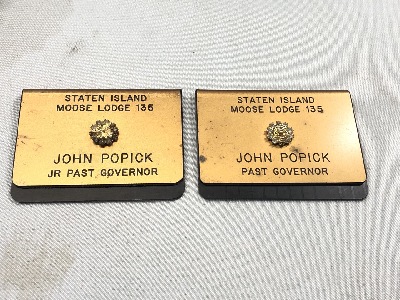 STATEN ISLAND
MOOSE LODGE 135
JOHN POPICK
JR PAST GOVERNOR
STATEN ISLAND
MOOSE LODGE 135
JOHN POPICK
PAST GOVERNOR